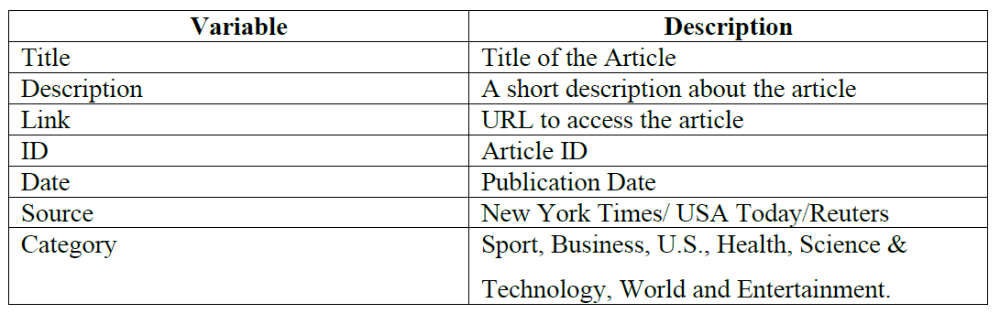 Variable Description
Title Title of the Article
Description A short description about the article
Link URL to access the article
ID Article ID
Date Publication Date
Source New York Times/ USA Today/Reuters
Category Sport, Business, U.S., Health, Science &
Technology, World and Entertainment.